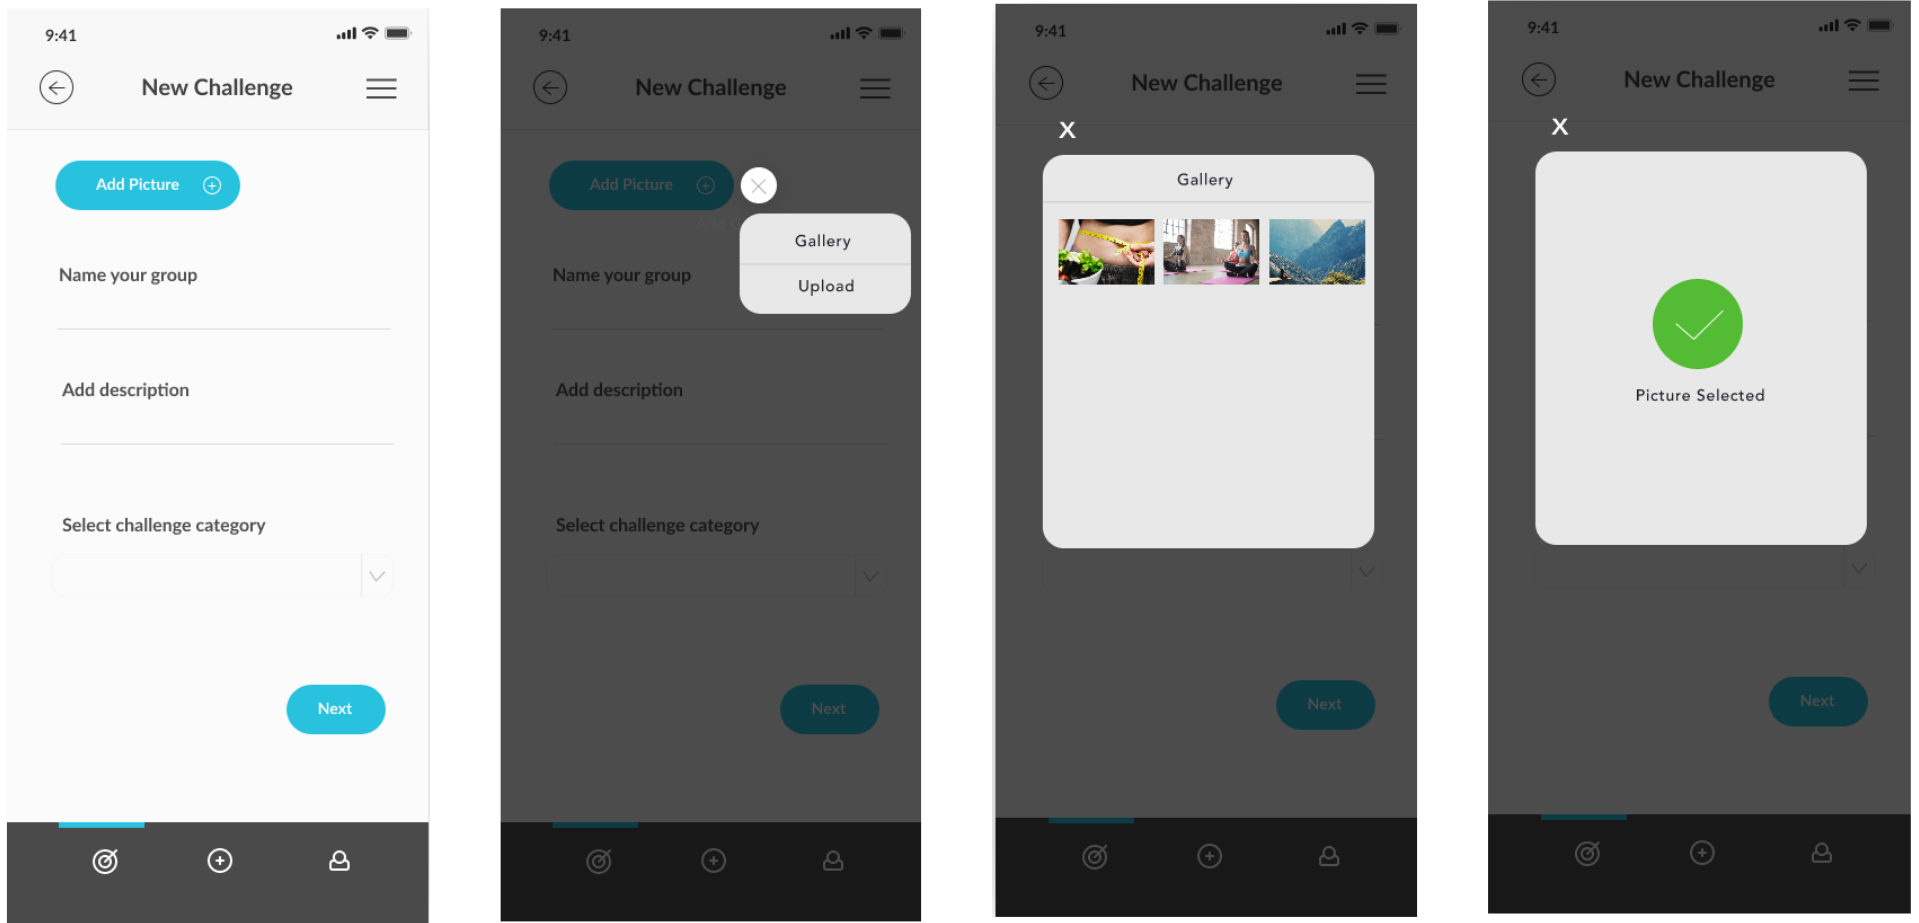 9:41
New Challenge
Add Picture
Name your group
Add description
Select challenge category
Next
9:41
New Challenge
Add Picture
Gallery
Upload
Name your group
Add description
Select challenge category
Next
9:41
New Challenge
X
Gallery
Next
9:41
New Challenge
X
Picture Selected
Next